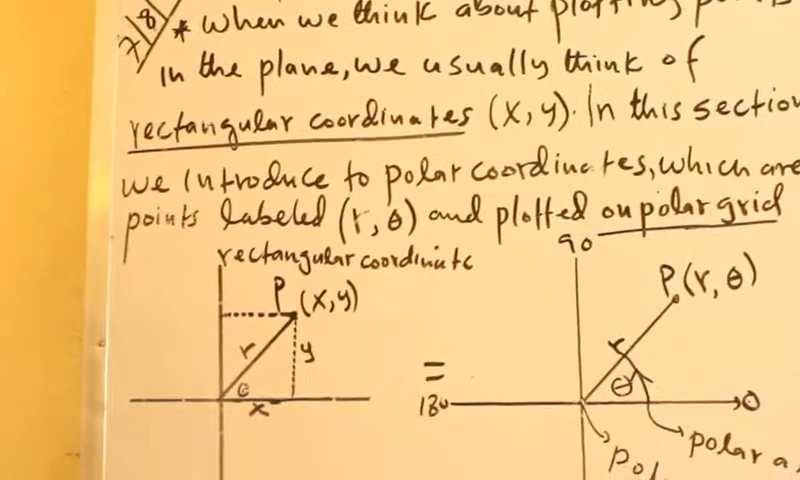 7/8/
* when we think about plotting points
in the plane, we usually think of
rectangular coordinates (x, y). In this section
we introduce to polar coordinates, which are
points labeled (r, θ) and plotted on polar grid
rectangular coordinate
90
P (x, y)
P (r, θ)
r
y
r
θ
θ
=
x
180
0
polar